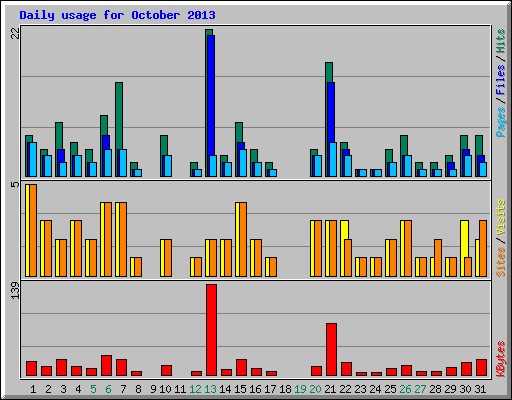 Daily usage for October 2013
22
Pages / Files / Hits
5
Sites / Visits
139
KBytes
1 2 3 4 5 6 7 8 9 10 11 12 13 14 15 16 17 18 19 20 21 22 23 24 25 26 27 28 29 30 31